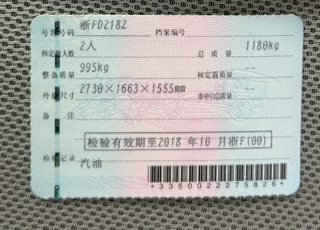 号牌号码 浙FD218Z 档案编号
核定载人数 2人 总质量 1180kg
整备质量 995kg 核定载质量 --
外廓尺寸 2730×1663×1555mm 准牵引总质量 --
备注
检验有效期至2018年10月浙F(00)
检验记录 汽油
*3350022375826*